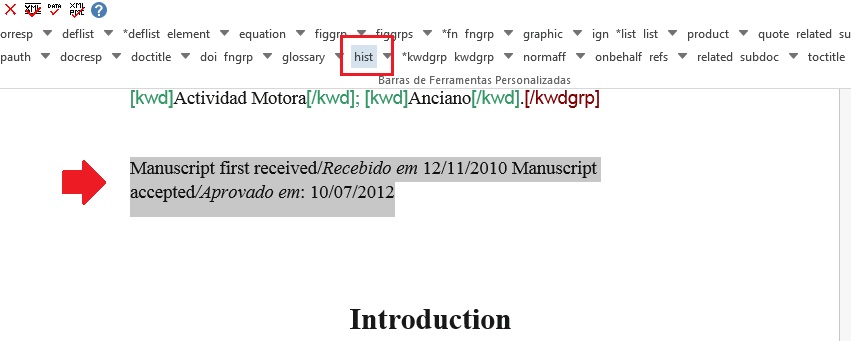 XML DATA XML ?
orresp deflist *deflist element equation figgrp figgrps *fn fngrp graphic ign *list list product quote related su
pauth docresp doctitle doi fngrp glossary hist *kwdgrp kwdgrp normaff onbehalf refs related subdoc toctitle
Barras de Ferramentas Personalizadas
[kwd]Actividad Motora[/kwd]; [kwd]Anciano[/kwd].[/kwdgrp]
Manuscript first received/Recebido em 12/11/2010 Manuscript
accepted/Aprovado em: 10/07/2012
Introduction